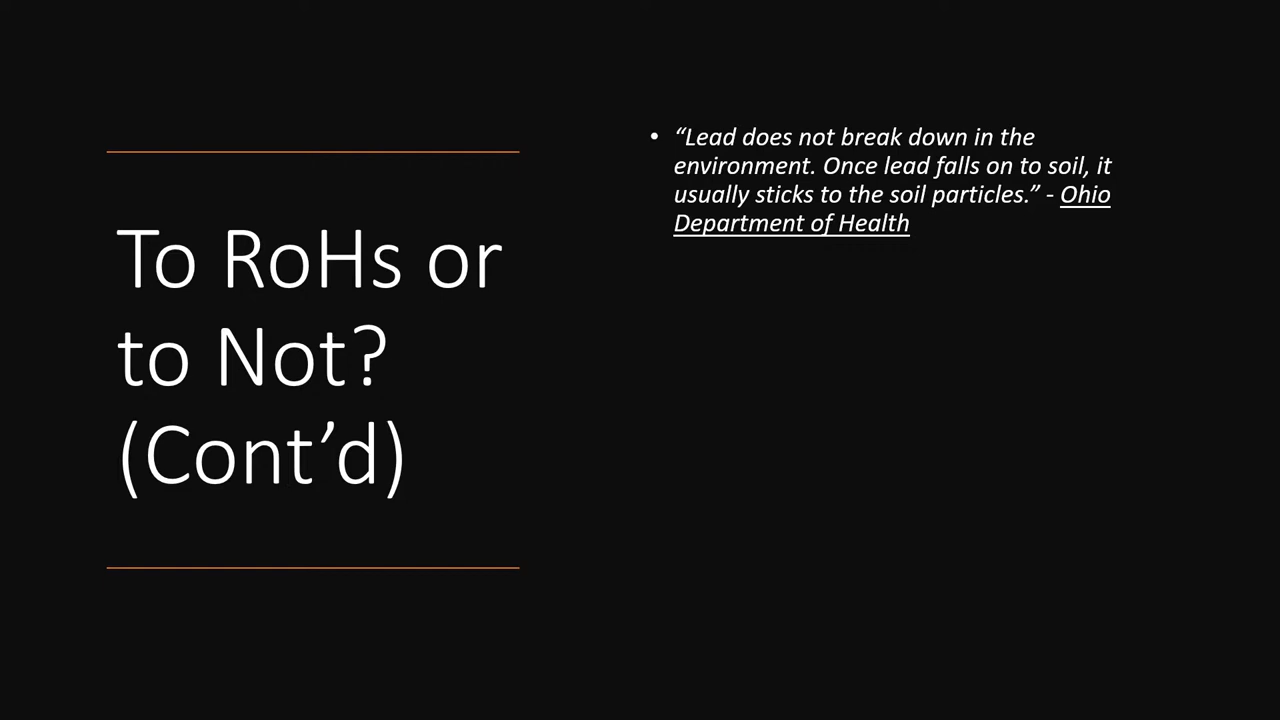 To RoHs or
to Not?
(Cont’d)
• “Lead does not break down in the
environment. Once lead falls on to soil, it
usually sticks to the soil particles.” - Ohio
Department of Health